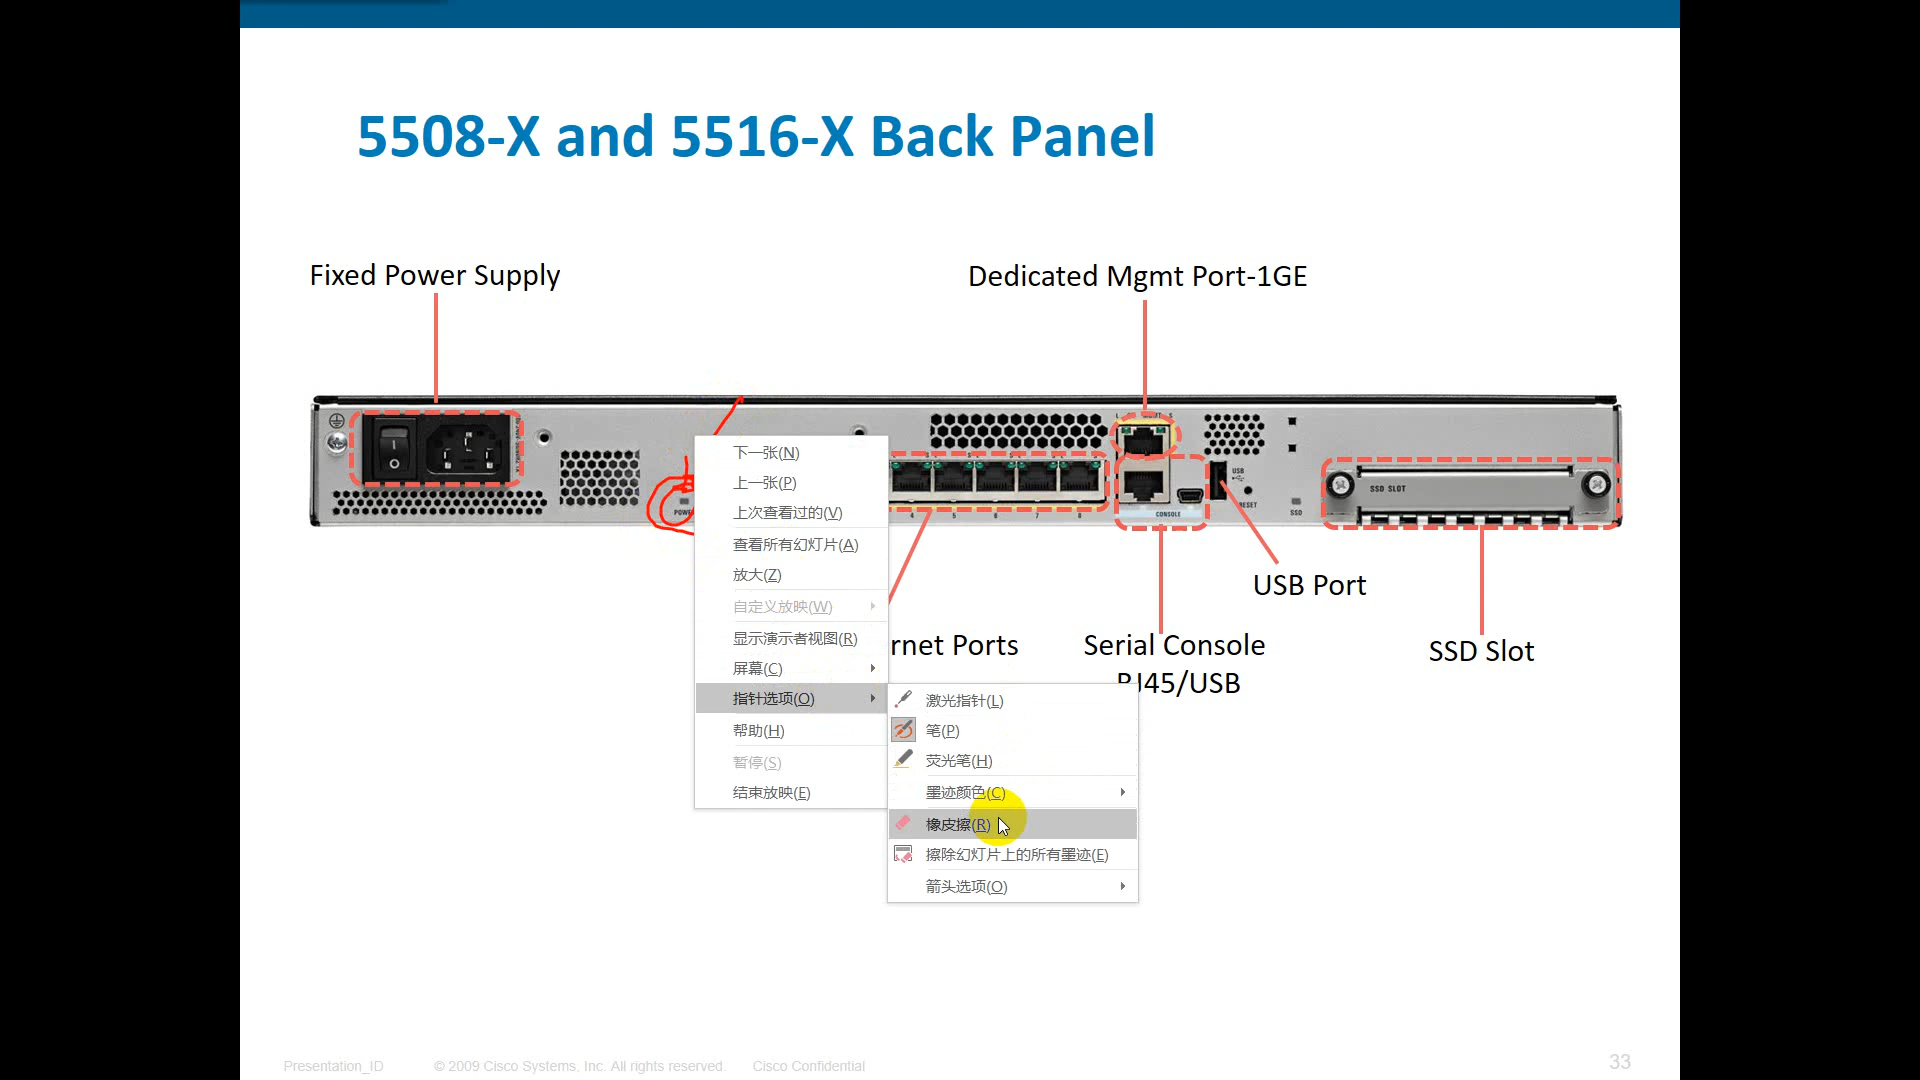 5508-X and 5516-X Back Panel
Fixed Power Supply
Dedicated Mgmt Port-1GE
USB
RESET
SSD
SSD SLOT
4 5 6 7 8
CONSOLE
下一张(N)
上一张(P)
上次查看过的(V)
查看所有幻灯片(A)
放大(Z)
自定义放映(W)
显示演示者视图(R)
屏幕(C)
指针选项(O)
帮助(H)
暂停(S)
结束放映(E)
rnet Ports
Serial Console
RJ45/USB
USB Port
SSD Slot
激光指针(L)
笔(P)
荧光笔(H)
墨迹颜色(C)
橡皮擦(R)
擦除幻灯片上的所有墨迹(E)
箭头选项(O)
Presentation_ID © 2009 Cisco Systems, Inc. All rights reserved. Cisco Confidential
33